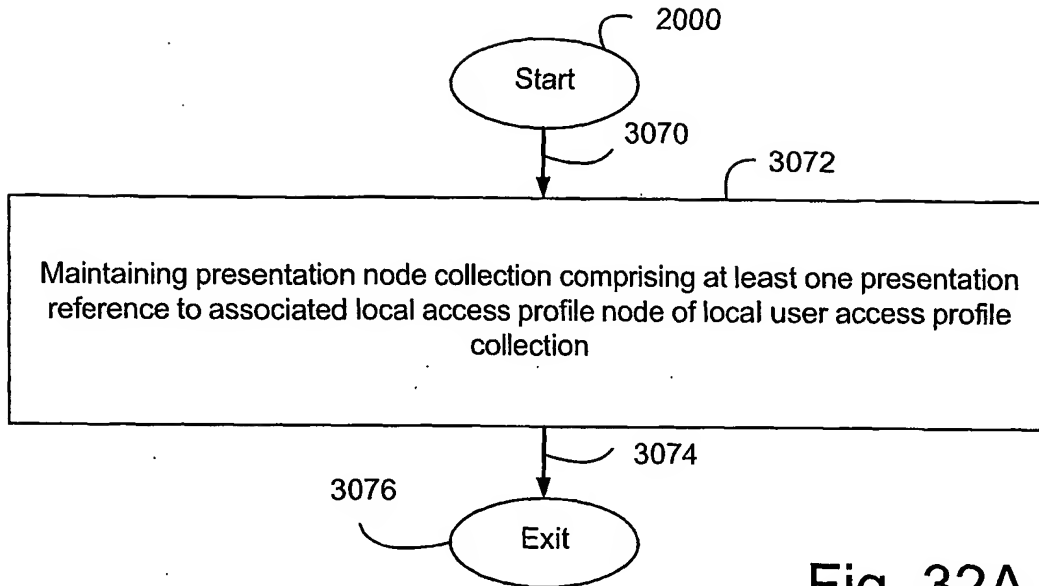 2000
Start
3070
3072
Maintaining presentation node collection comprising at least one presentation
reference to associated local access profile node of local user access profile
collection
3074
3076
Exit
Fig. 32A